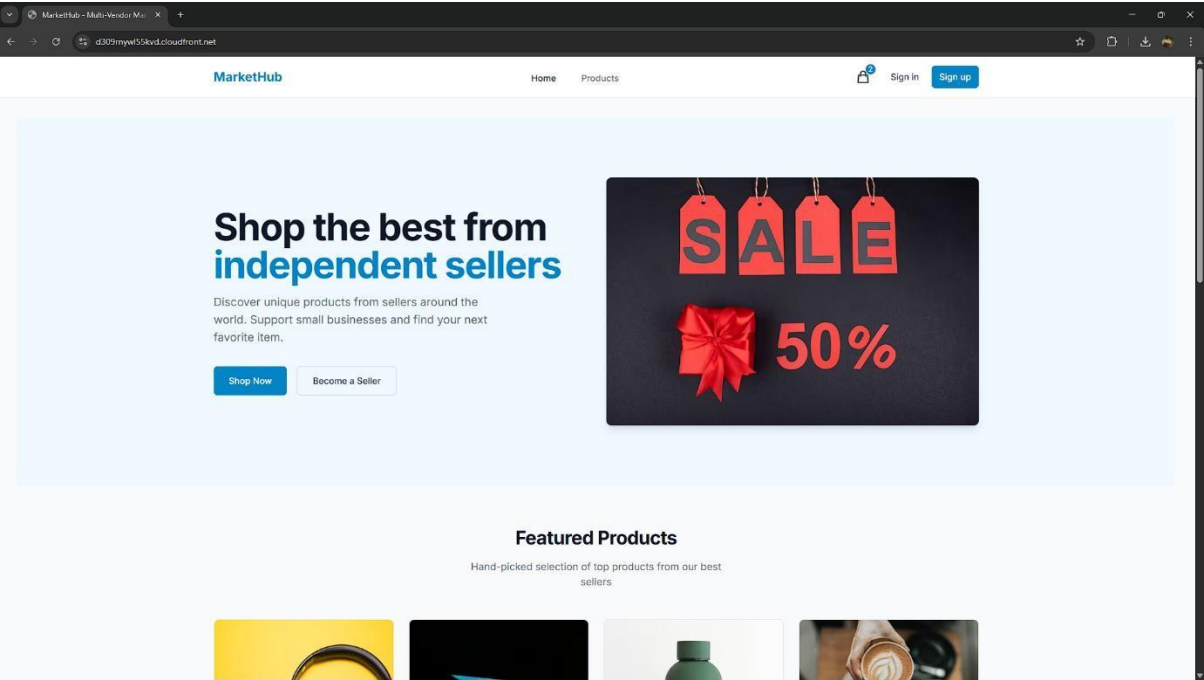 MarketHub - Multi-Vendor Mar
d309rnywl55kvd.cloudfront.net
MarketHub
Home
Products
2
Sign in
Sign up
Shop the best from
independent sellers
Discover unique products from sellers around the
world. Support small businesses and find your next
favorite item.
Shop Now
Become a Seller
SALE
50%
Featured Products
Hand-picked selection of top products from our best
sellers